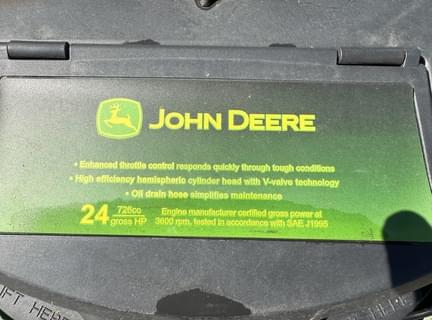 JOHN DEERE
• Enhanced throttle control responds quickly through tough conditions
• High efficiency hemispheric cylinder head with V-valve technology
• Oil drain hose simplifies maintenance
24 726cc gross HP
Engine manufacturer certified gross power at
3600 rpm, tested in accordance with SAE J1995
IFT HERE